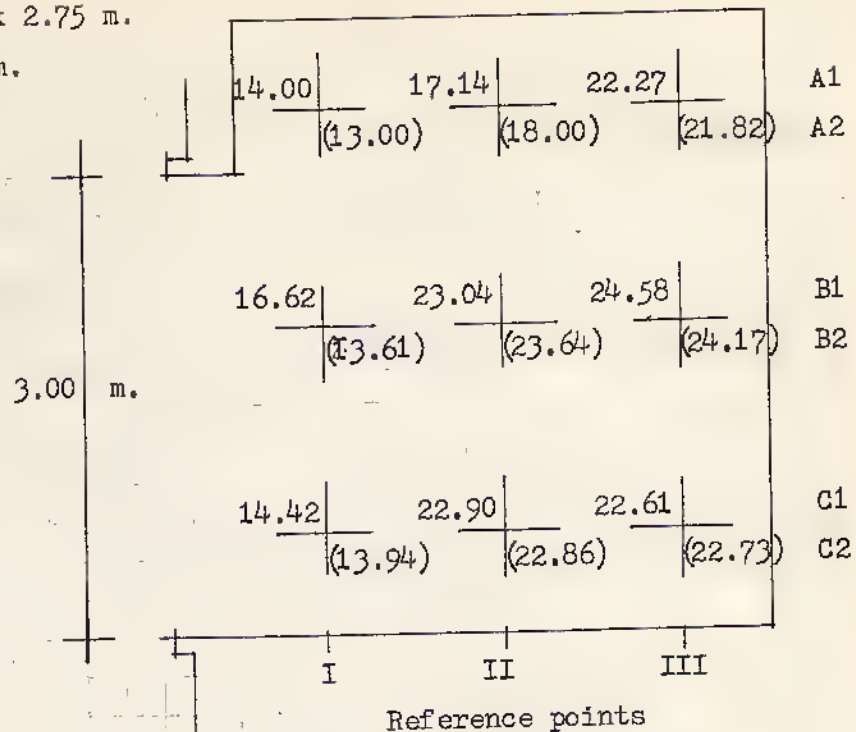 x 2.75 m.
m.
14.00 17.14 22.27 A1
(13.00) (18.00) (21.82) A2
16.62 23.04 24.58 B1
(13.61) (23.64) (24.17) B2
3.00 m.
14.42 22.90 22.61 C1
(13.94) (22.86) (22.73) C2
I II III
Reference points